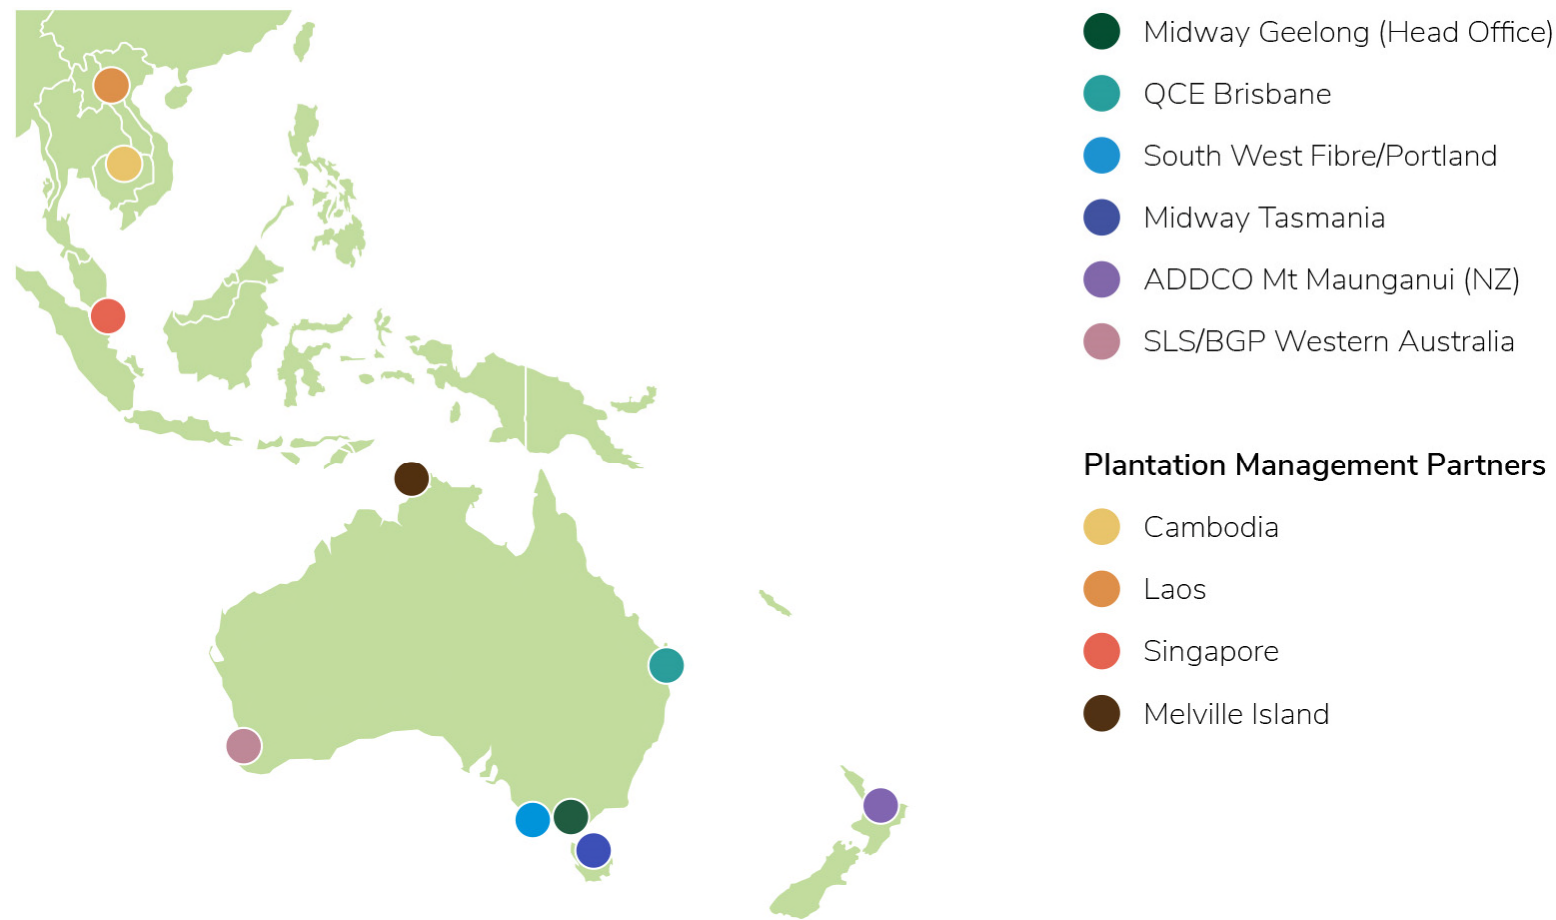 Midway Geelong (Head Office)
QCE Brisbane
South West Fibre/Portland
Midway Tasmania
ADDCO Mt Maunganui (NZ)
SLS/BGP Western Australia
Plantation Management Partners
Cambodia
Laos
Singapore
Melville Island